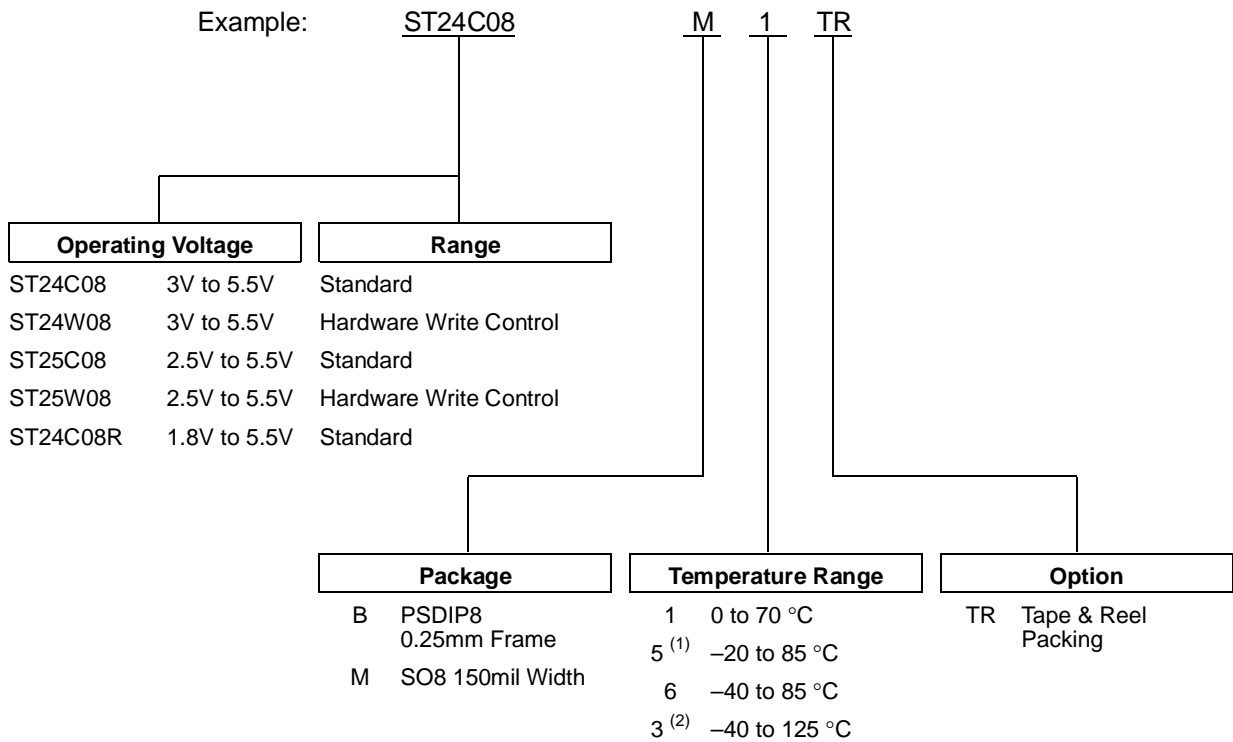 Example: ST24C08 M 1 TR
Operating Voltage Range
ST24C08 3V to 5.5V Standard
ST24W08 3V to 5.5V Hardware Write Control
ST25C08 2.5V to 5.5V Standard
ST25W08 2.5V to 5.5V Hardware Write Control
ST24C08R 1.8V to 5.5V Standard
Package Temperature Range Option
B PSDIP8 1 0 to 70 °C TR Tape & Reel
0.25mm Frame Packing
5 (1) –20 to 85 °C
M SO8 150mil Width 6 –40 to 85 °C
3 (2) –40 to 125 °C